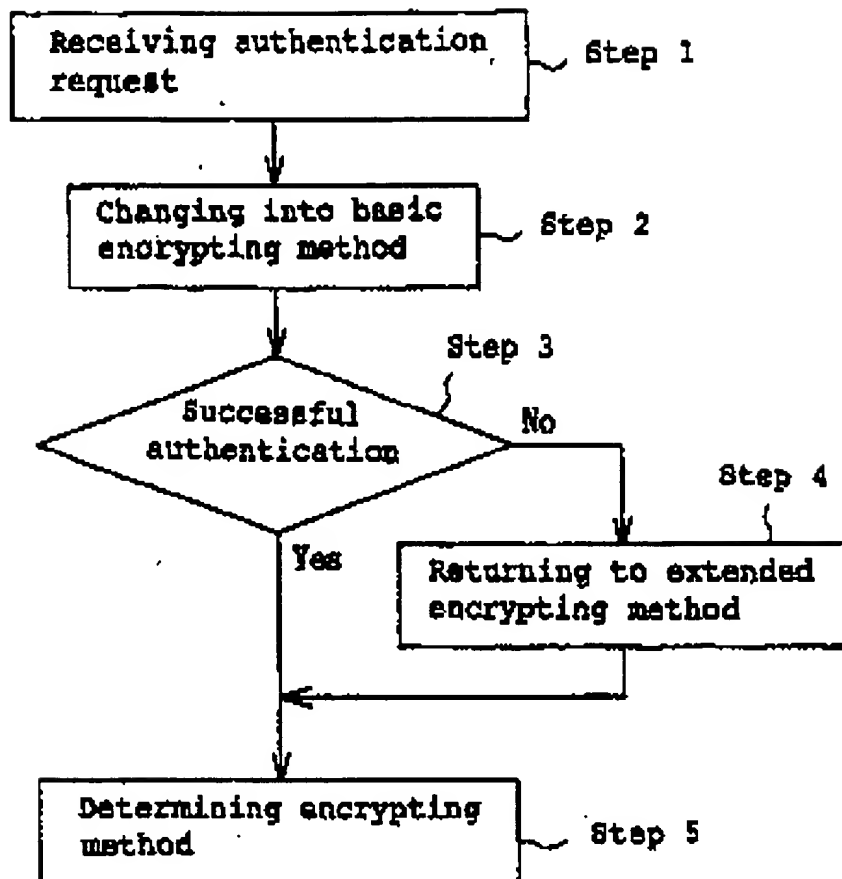 Receiving authentication
request
Step 1
Changing into basic
encrypting method
Step 2
Step 3
Successful
authentication
No
Step 4
Yes
Returning to extended
encrypting method
Determining encrypting
method
Step 5